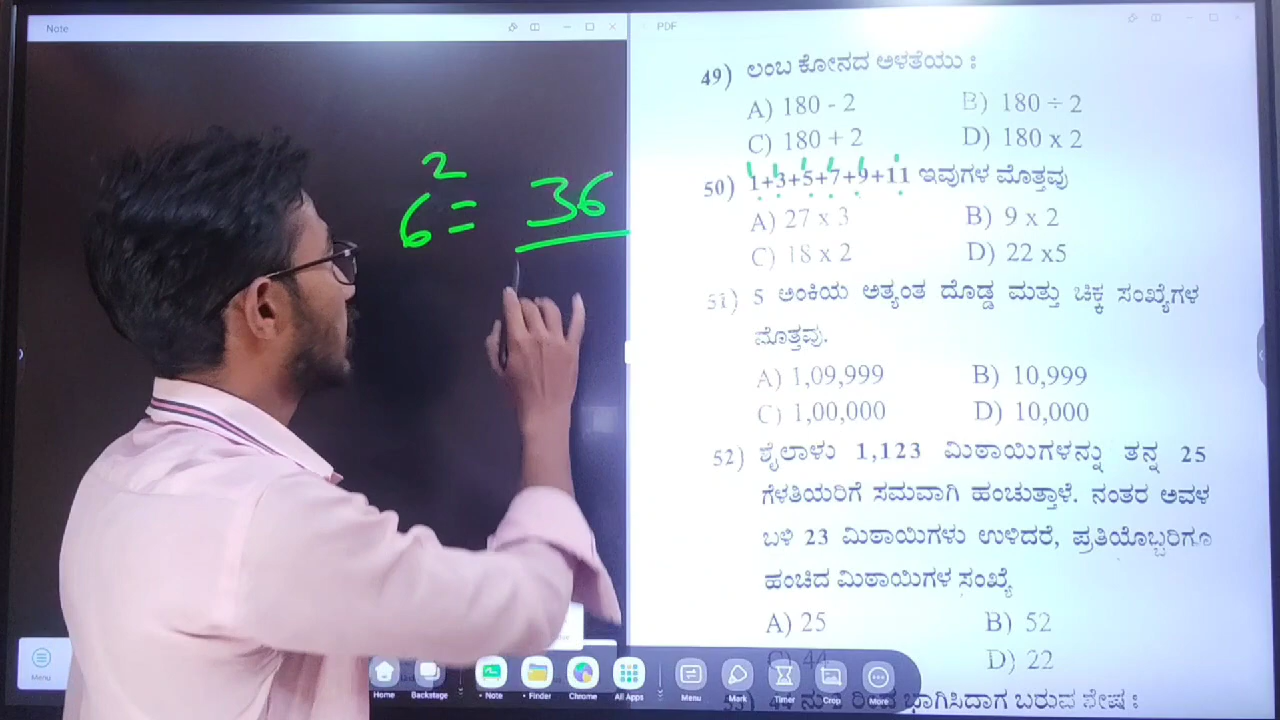 Note
PDF
6² = 36
49) ಲಂಬ ಕೋನದ ಅಳತೆಯು :
A) 180 - 2 B) 180 ÷ 2
C) 180 + 2 D) 180 x 2
50) 1+3+5+7+9+11 ಇವುಗಳ ಮೊತ್ತವು
A) 27 x 3 B) 9 x 2
C) 18 x 2 D) 22 x5
51) 5 ಅಂಕಿಯ ಅತ್ಯಂತ ದೊಡ್ಡ ಮತ್ತು ಚಿಕ್ಕ ಸಂಖ್ಯೆಗಳ
ಮೊತ್ತವು.
A) 1,09,999 B) 10,999
C) 1,00,000 D) 10,000
52) ಶೈಲಾಳು 1,123 ಮಿಠಾಯಿಗಳನ್ನು ತನ್ನ 25
ಗೆಳತಿಯರಿಗೆ ಸಮವಾಗಿ ಹಂಚುತ್ತಾಳೆ. ನಂತರ ಅವಳ
ಬಳಿ 23 ಮಿಠಾಯಿಗಳು ಉಳಿದರೆ, ಪ್ರತಿಯೊಬ್ಬರಿಗೂ
ಹಂಚಿದ ಮಿಠಾಯಿಗಳ ಸಂಖ್ಯೆ
A) 25 B) 52
C) 44 D) 22
ಭಾಗಿಸಿದಾಗ ಬರುವ ಶೇಷ :
Menu Home Backstage Note Finder Chrome All Apps Menu Mark Timer Crop More